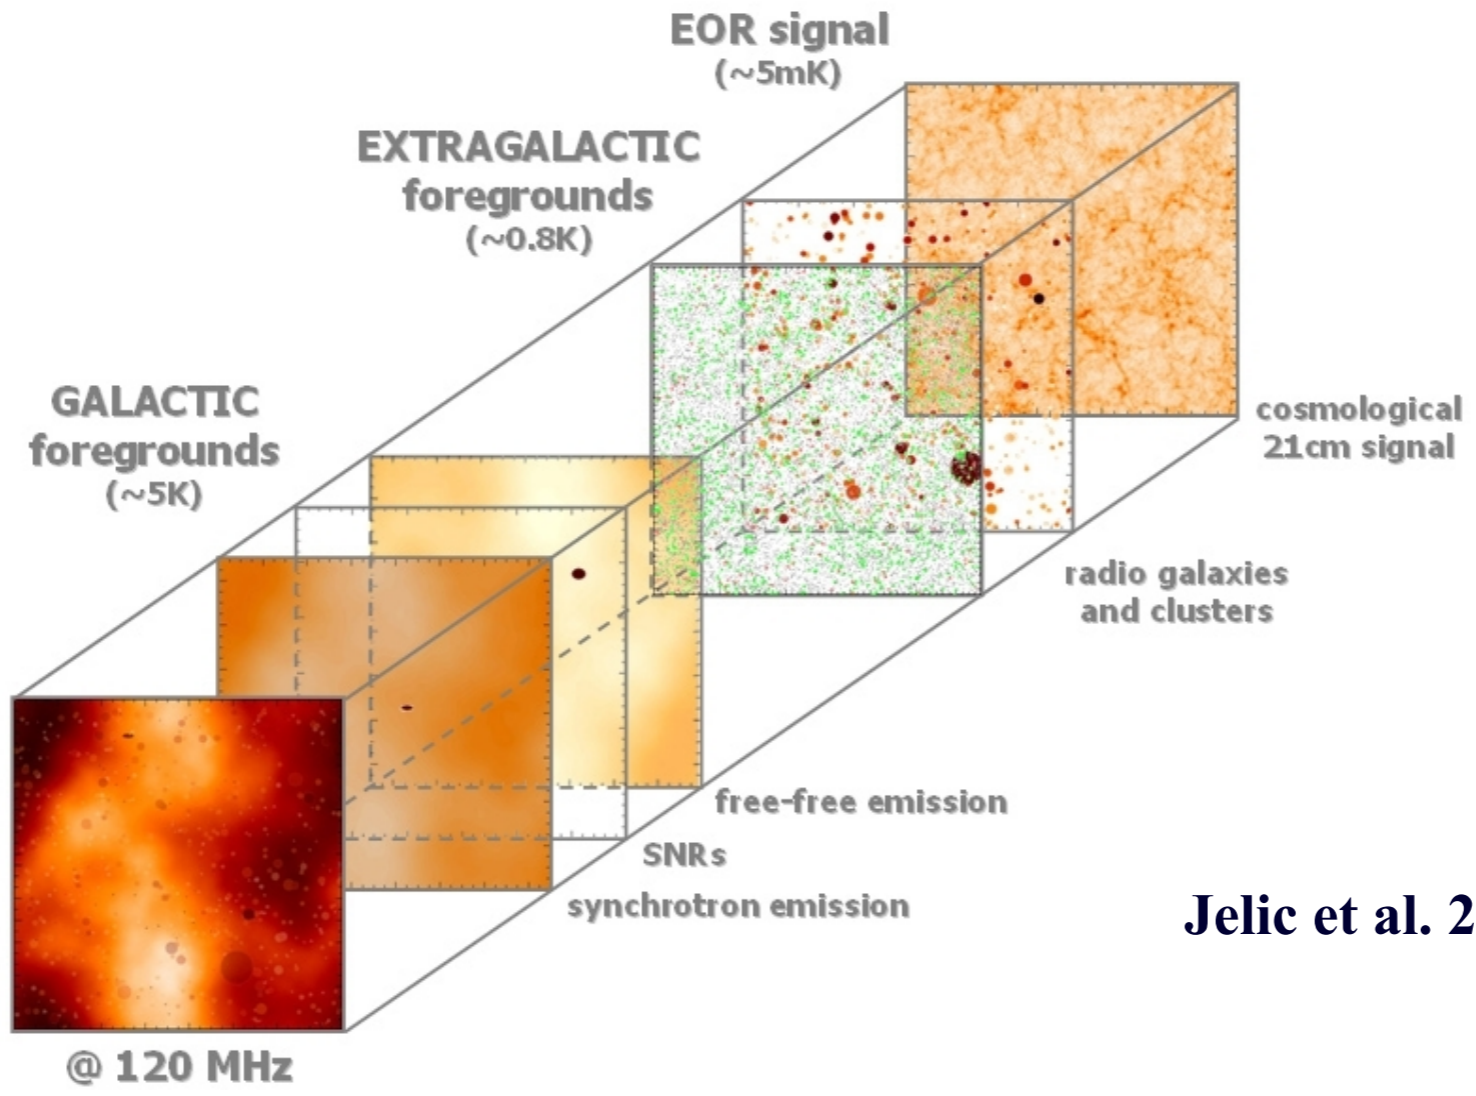 EOR signal
(~5mK)
EXTRAGALACTIC
foregrounds
(~0.8K)
GALACTIC
foregrounds
(~5K)
cosmological
21cm signal
radio galaxies
and clusters
free-free emission
SNRs
synchrotron emission
Jelic et al. 2
@ 120 MHz